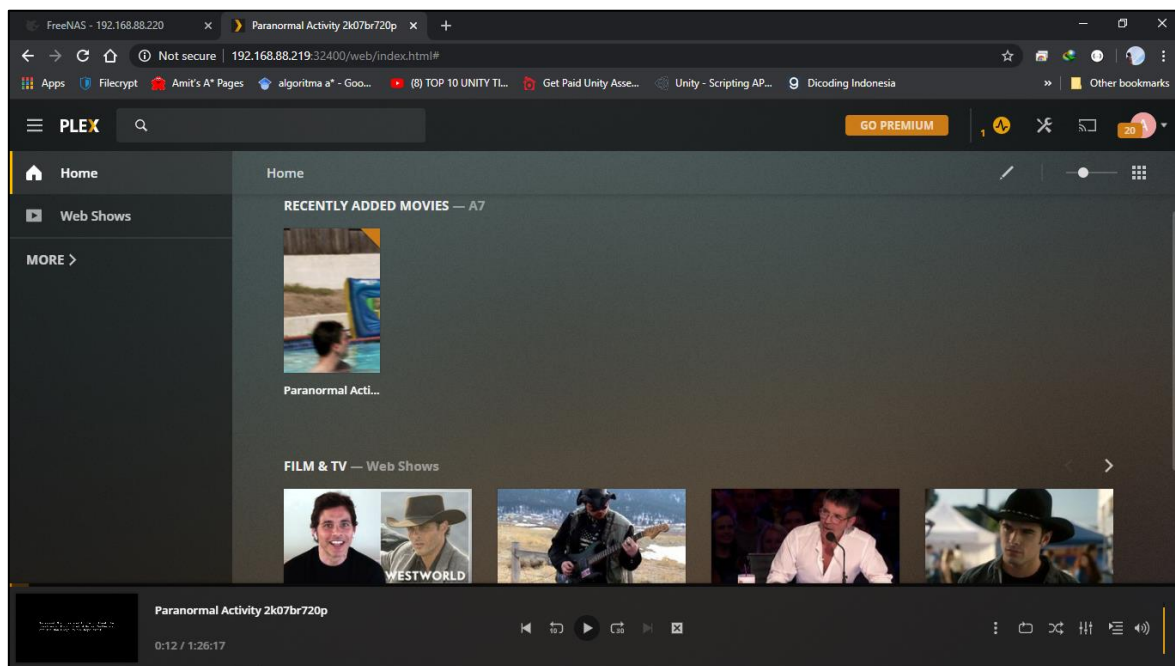 FreeNAS - 192.168.88.220
Paranormal Activity 2k07br720p
Not secure | 192.168.88.219:32400/web/index.html#
Apps Filecrypt Amit's A* Pages algoritma a* - Goo... (8) TOP 10 UNITY TI... Get Paid Unity Asse... Unity - Scripting AP... 9 Dicoding Indonesia » Other bookmarks
PLEX GO PREMIUM 1 20
Home
Home
Web Shows
MORE >
RECENTLY ADDED MOVIES — A7
Paranormal Acti...
FILM & TV — Web Shows
WESTWORLD
Paranormal Activity 2k07br720p
0:12 / 1:26:17
10
30